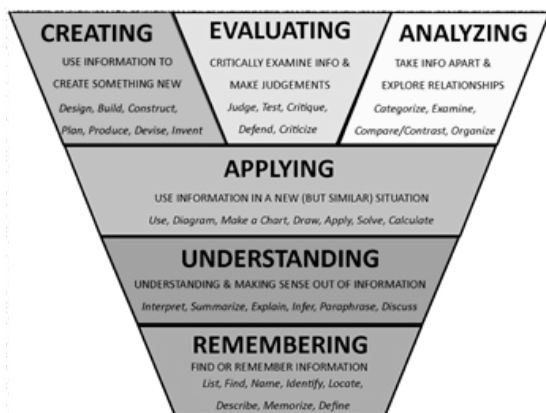 CREATING
USE INFORMATION TO
CREATE SOMETHING NEW
Design, Build, Construct,
Plan, Produce, Devise, Invent
EVALUATING
CRITICALLY EXAMINE INFO &
MAKE JUDGEMENTS
Judge, Test, Critique,
Defend, Criticize
ANALYZING
TAKE INFO APART &
EXPLORE RELATIONSHIPS
Categorize, Examine,
Compare/Contrast, Organize
APPLYING
USE INFORMATION IN A NEW (BUT SIMILAR) SITUATION
Use, Diagram, Make a Chart, Draw, Apply, Solve, Calculate
UNDERSTANDING
UNDERSTANDING & MAKING SENSE OUT OF INFORMATION
Interpret, Summarize, Explain, Infer, Paraphrase, Discuss
REMEMBERING
FIND OR REMEMBER INFORMATION
List, Find, Name, Identify, Locate,
Describe, Memorize, Define